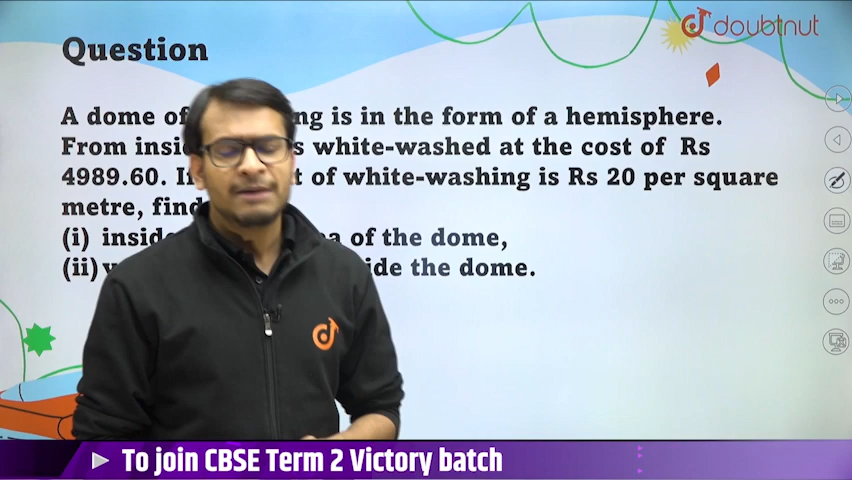 doubtnut
Question
A dome of ng is in the form of a hemisphere.
From insi s white-washed at the cost of Rs
4989.60. I t of white-washing is Rs 20 per square
metre, find
(i) insid a of the dome,
(ii) v ide the dome.
To join CBSE Term 2 Victory batch